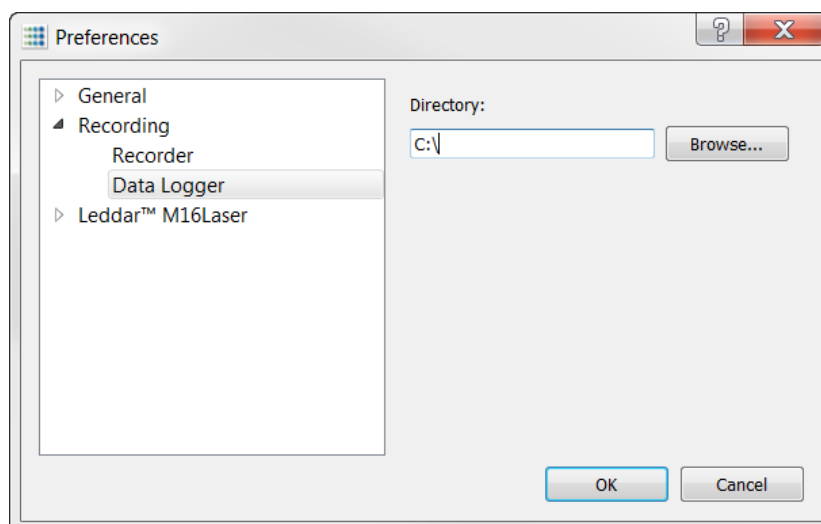 Preferences
General
Recording
Recorder
Data Logger
Leddar™ M16Laser
Directory:
C:\
Browse...
OK
Cancel